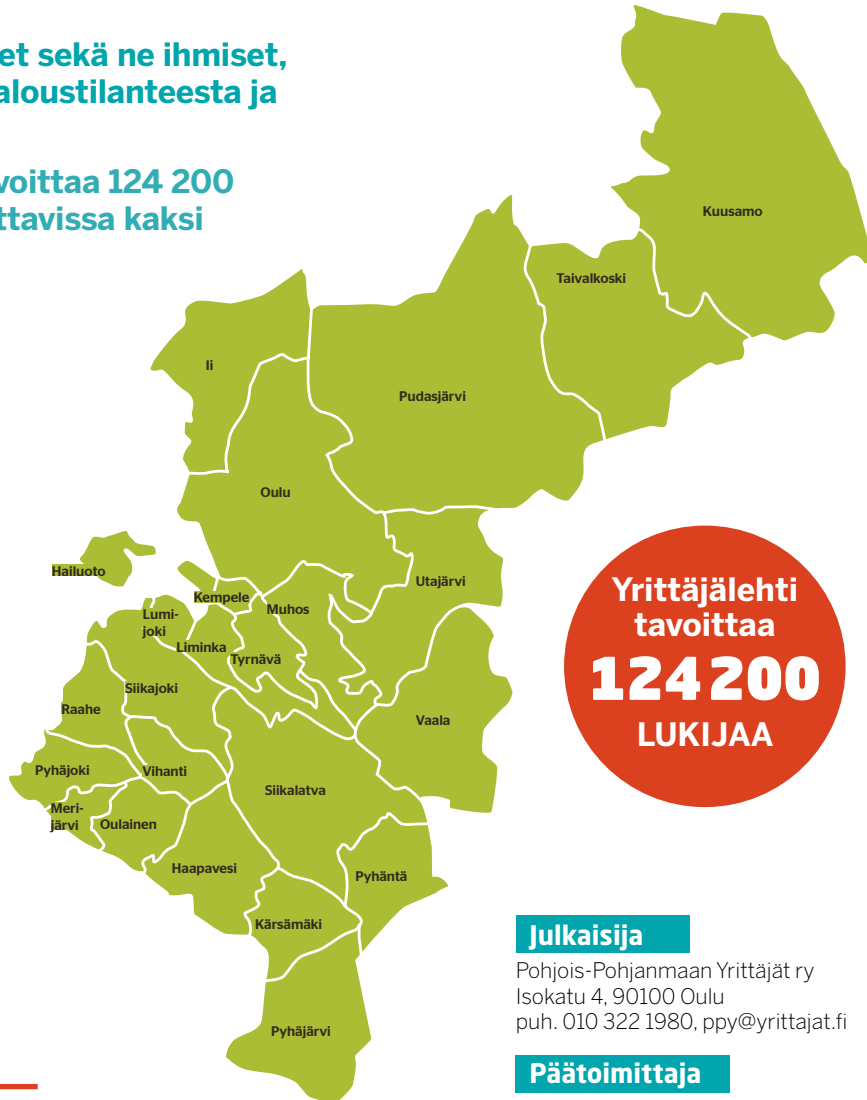 et sekä ne ihmiset,
aloustilanteesta ja
voittaa 124 200
ttavissa kaksi
Kuusamo
Taivalkoski
Ii
Pudasjärvi
Oulu
Hailuoto
Utajärvi
Kempele
Muhos
Lumi-
joki
Liminka
Tyrnävä
Siikajoki
Raahe
Vaala
Pyhäjoki
Vihanti
Siikalatva
Meri-
järvi
Oulainen
Haapavesi
Pyhäntä
Kärsämäki
Pyhäjärvi
Yrittäjälehti
tavoittaa
124 200
LUKIJAA
Julkaisija
Pohjois-Pohjanmaan Yrittäjät ry
Isokatu 4, 90100 Oulu
puh. 010 322 1980, ppy@yrittajat.fi
Päätoimittaja